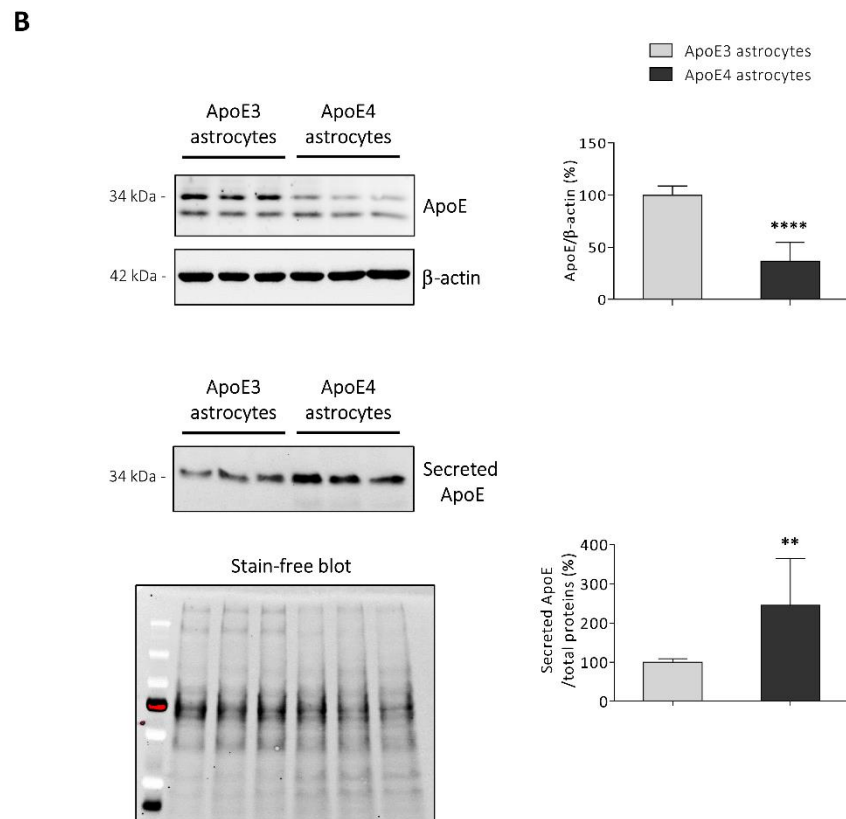 B
ApoE3 astrocytes
ApoE4 astrocytes
ApoE3
astrocytes
ApoE4
astrocytes
34 kDa -
ApoE
42 kDa -
β-actin
150
100
50
0
ApoE/β-actin (%)
****
ApoE3
astrocytes
ApoE4
astrocytes
34 kDa -
Secreted
ApoE
Stain-free blot
400
300
200
100
0
Secreted ApoE
/total proteins (%)
**